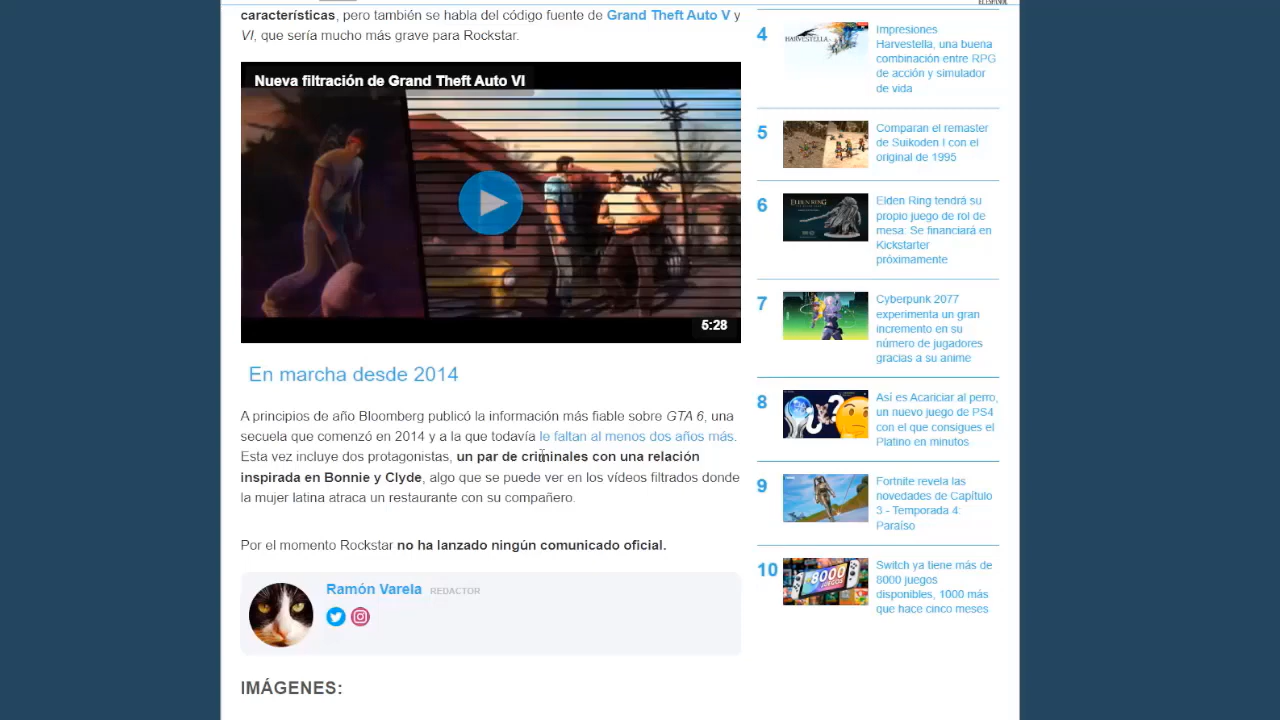 EL ESPAÑOL
características, pero también se habla del código fuente de Grand Theft Auto V y
VI, que sería mucho más grave para Rockstar.
Nueva filtración de Grand Theft Auto VI
5:28
En marcha desde 2014
A principios de año Bloomberg publicó la información más fiable sobre GTA 6, una
secuela que comenzó en 2014 y a la que todavía le faltan al menos dos años más.
Esta vez incluye dos protagonistas, un par de criminales con una relación
inspirada en Bonnie y Clyde, algo que se puede ver en los vídeos filtrados donde
la mujer latina atraca un restaurante con su compañero.
Por el momento Rockstar no ha lanzado ningún comunicado oficial.
Ramón Varela REDACTOR
IMÁGENES:
4
HARVESTELLA
Impresiones
Harvestella, una buena
combinación entre RPG
de acción y simulador
de vida
5
Comparan el remaster
de Suikoden I con el
original de 1995
6
ELDEN RING
Elden Ring tendrá su
propio juego de rol de
mesa: Se financiará en
Kickstarter
próximamente
7
Cyberpunk 2077
experimenta un gran
incremento en su
número de jugadores
gracias a su anime
8
Así es Acariciar al perro,
un nuevo juego de PS4
con el que consigues el
Platino en minutos
9
Fortnite revela las
novedades de Capítulo
3 - Temporada 4:
Paraíso
10
8000
JUEGOS
Switch ya tiene más de
8000 juegos
disponibles, 1000 más
que hace cinco meses